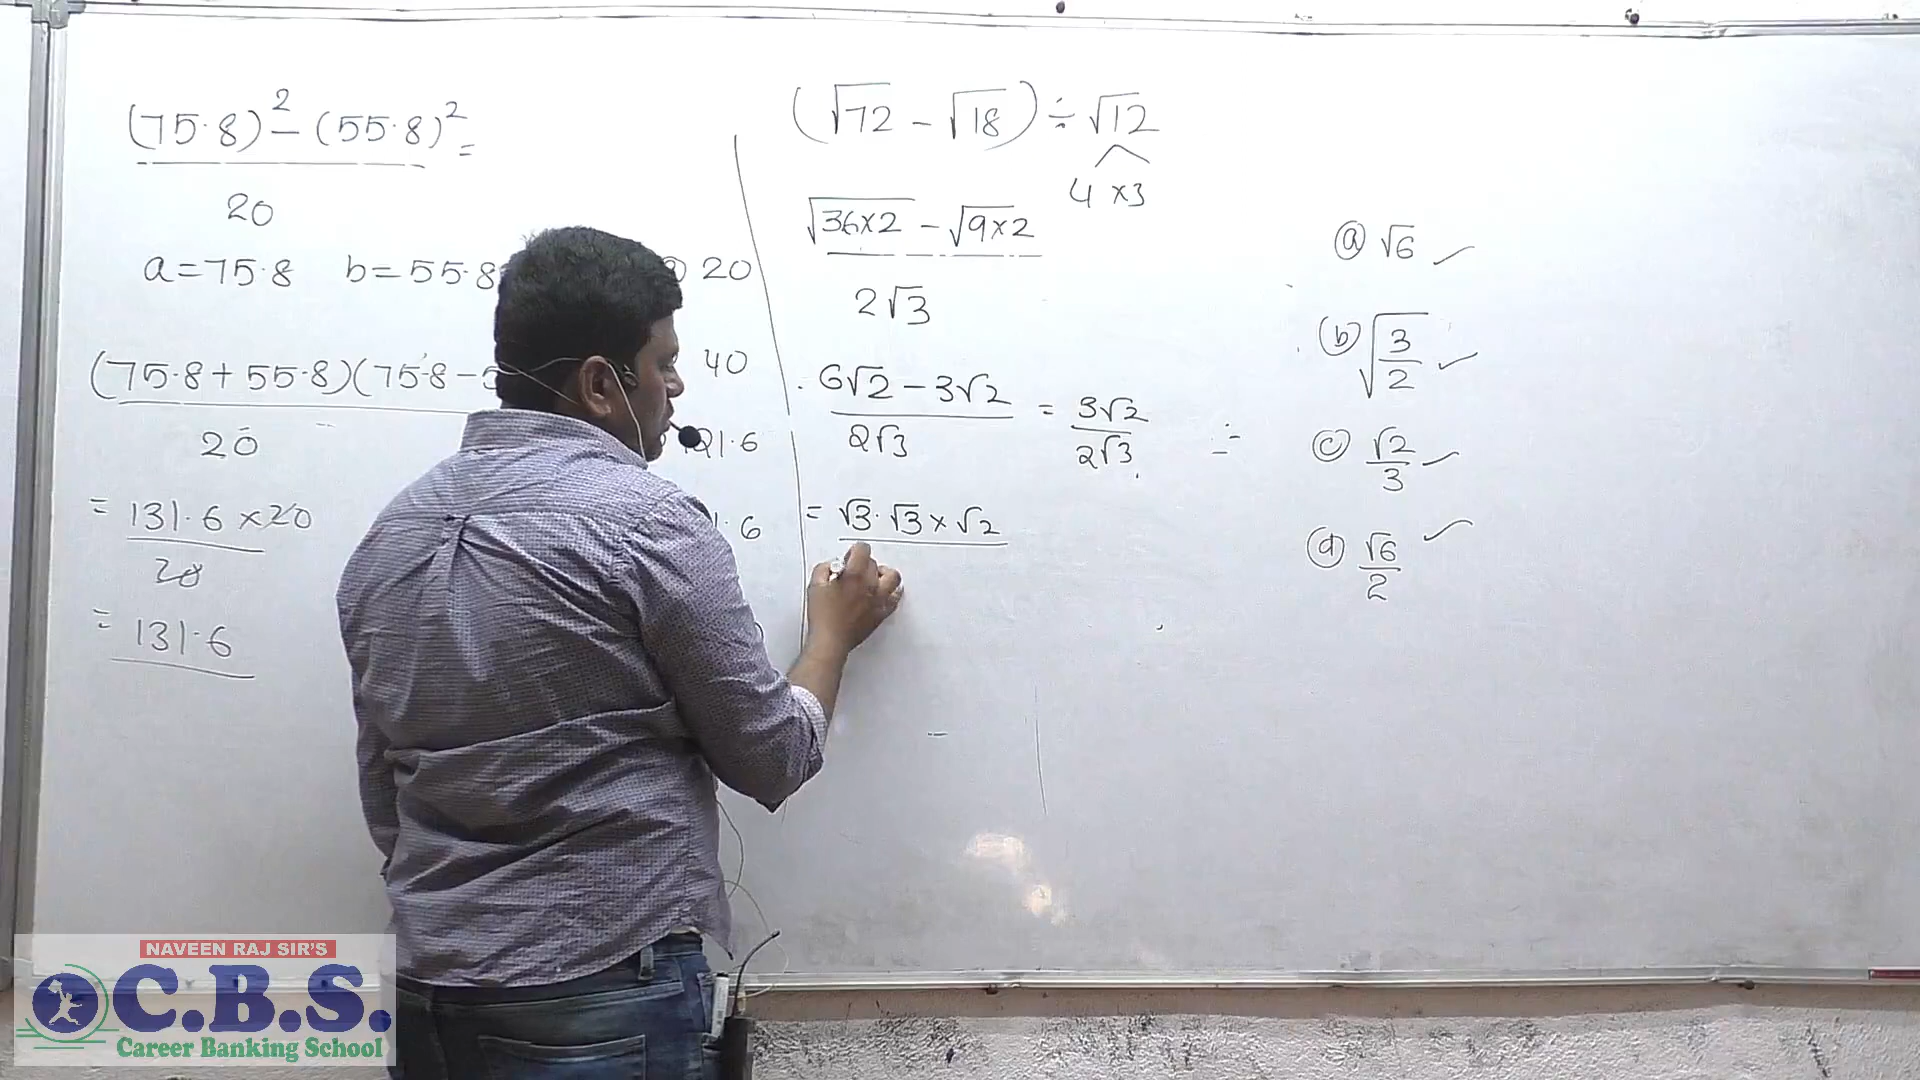 (75.8)² - (55.8)² =
20
a = 75.8 b = 55.8
(75.8 + 55.8)(75.8 -
20
= 131.6 × 20
20
= 131.6
20
40
21.6
.6
(√72 - √18) ÷ √12
4 × 3
√36×2 - √9×2
2√3
6√2 - 3√2 = 3√2
2√3 2√3
= √3 · √3 × √2
(a) √6 ✓
(b) √3/2 ✓
(c) √2/3 ✓
(d) √6/2 ✓
NAVEEN RAJ SIR'S
C.B.S.
Career Banking School